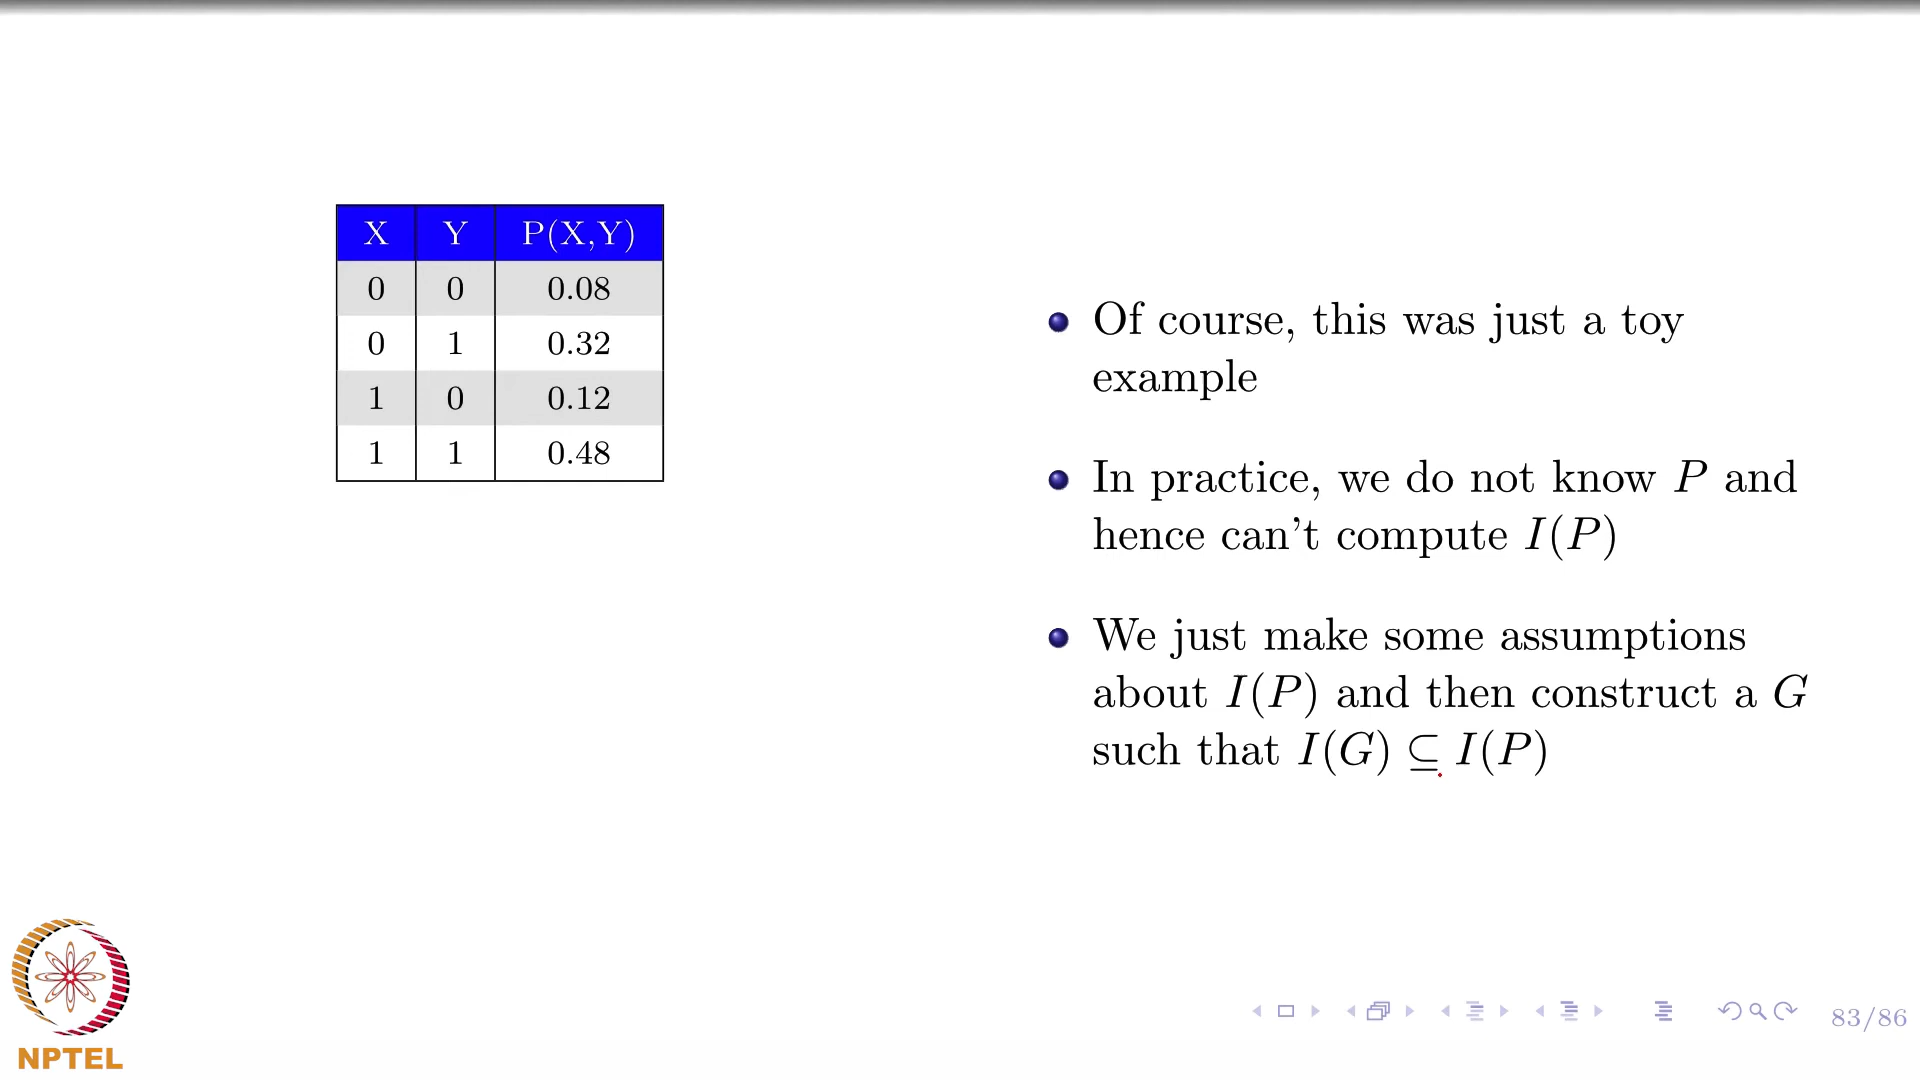 X Y P(X,Y)
0 0 0.08
0 1 0.32
1 0 0.12
1 1 0.48
Of course, this was just a toy
example
In practice, we do not know P and
hence can't compute I(P)
We just make some assumptions
about I(P) and then construct a G
such that I(G) ⊆ I(P)
NPTEL
83/86